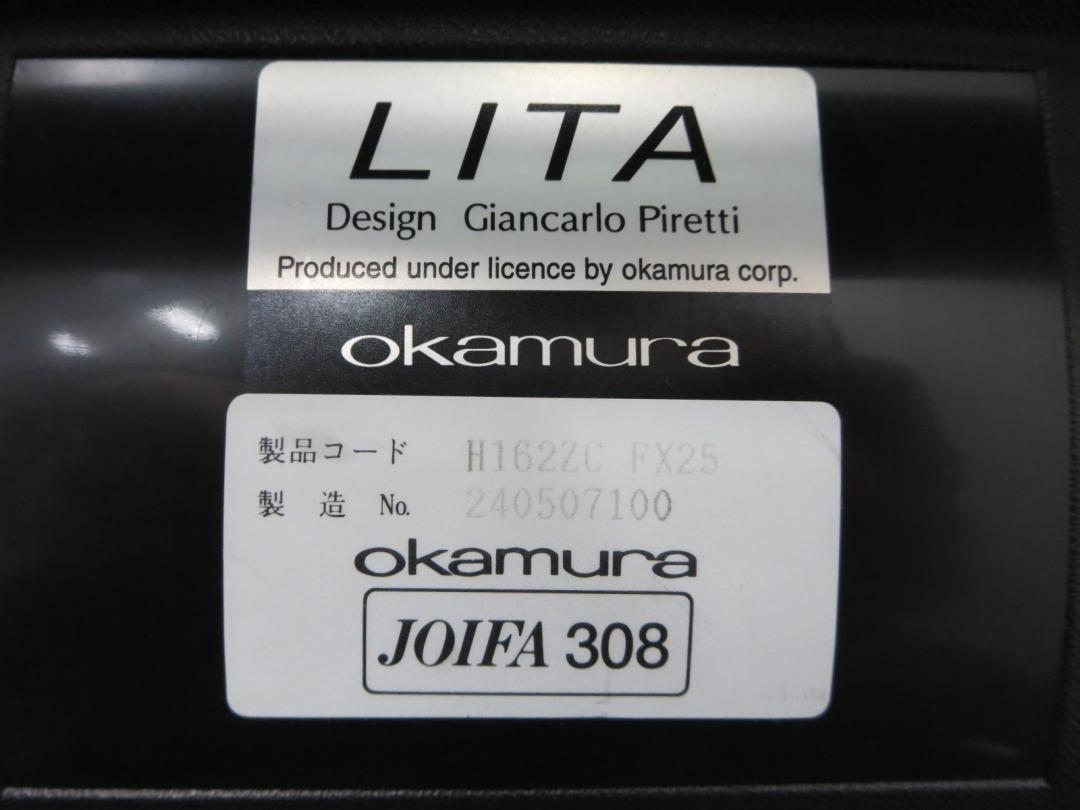 LITA
Design Giancarlo Piretti
Produced under licence by okamura corp.
okamura
製品コード H162ZC FX25
製 造 No. 240507100
okamura
JOIFA 308